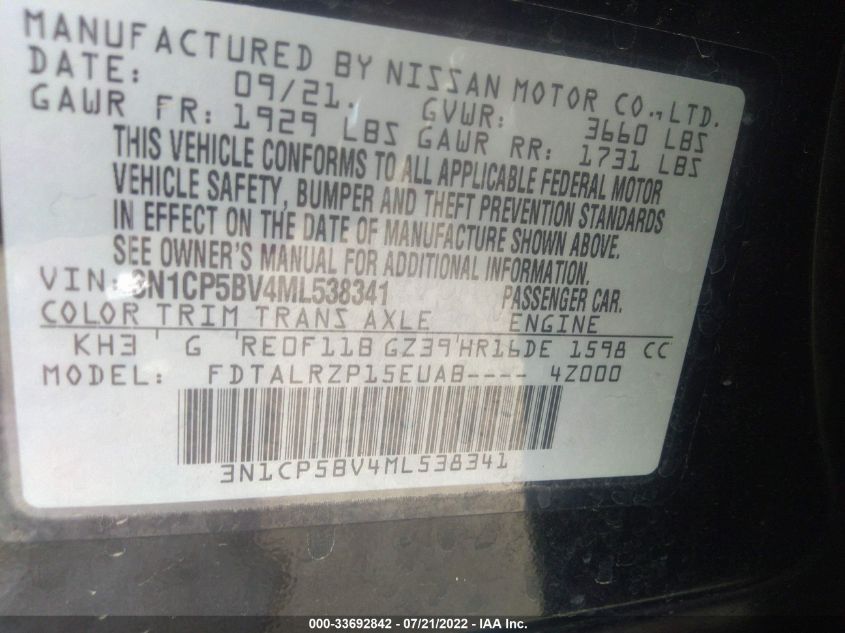 MANUFACTURED BY NISSAN MOTOR CO., LTD.
DATE: 09/21. GVWR: 3660 LBS
GAWR FR: 1929 LBS GAWR RR: 1731 LBS
THIS VEHICLE CONFORMS TO ALL APPLICABLE FEDERAL MOTOR
VEHICLE SAFETY, BUMPER AND THEFT PREVENTION STANDARDS
IN EFFECT ON THE DATE OF MANUFACTURE SHOWN ABOVE.
SEE OWNER'S MANUAL FOR ADDITIONAL INFORMATION.
VIN: 3N1CP5BV4ML538341 PASSENGER CAR.
COLOR TRIM TRANS AXLE ENGINE
KH3 G RE0F11B GZ39 HR16DE 1598 CC
MODEL: FDTALRZP15EUAB---- 4Z000
3N1CP5BV4ML538341
000-33692842 / 07/21/2022 - IAA Inc.